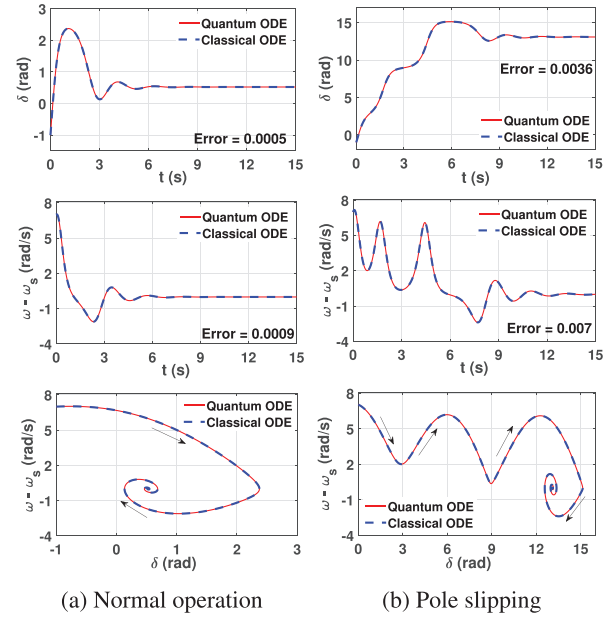 3
2
1
0
-1
δ (rad)
Quantum ODE
Classical ODE
Error = 0.0005
0 3 6 9 12 15
t (s)
15
10
5
0
δ (rad)
Error = 0.0036
Quantum ODE
Classical ODE
0 3 6 9 12 15
t (s)
8
5
2
-1
-4
ω - ωs (rad/s)
Quantum ODE
Classical ODE
Error = 0.0009
0 3 6 9 12 15
t (s)
8
5
2
-1
-4
ω - ωs (rad/s)
Quantum ODE
Classical ODE
Error = 0.007
0 3 6 9 12 15
t (s)
8
5
2
-1
-4
ω - ωs (rad/s)
Quantum ODE
Classical ODE
-1 0 1 2 3
δ (rad)
8
5
2
-1
-4
ω - ωs (rad/s)
Quantum ODE
Classical ODE
0 3 6 9 12 15
δ (rad)
(a) Normal operation
(b) Pole slipping